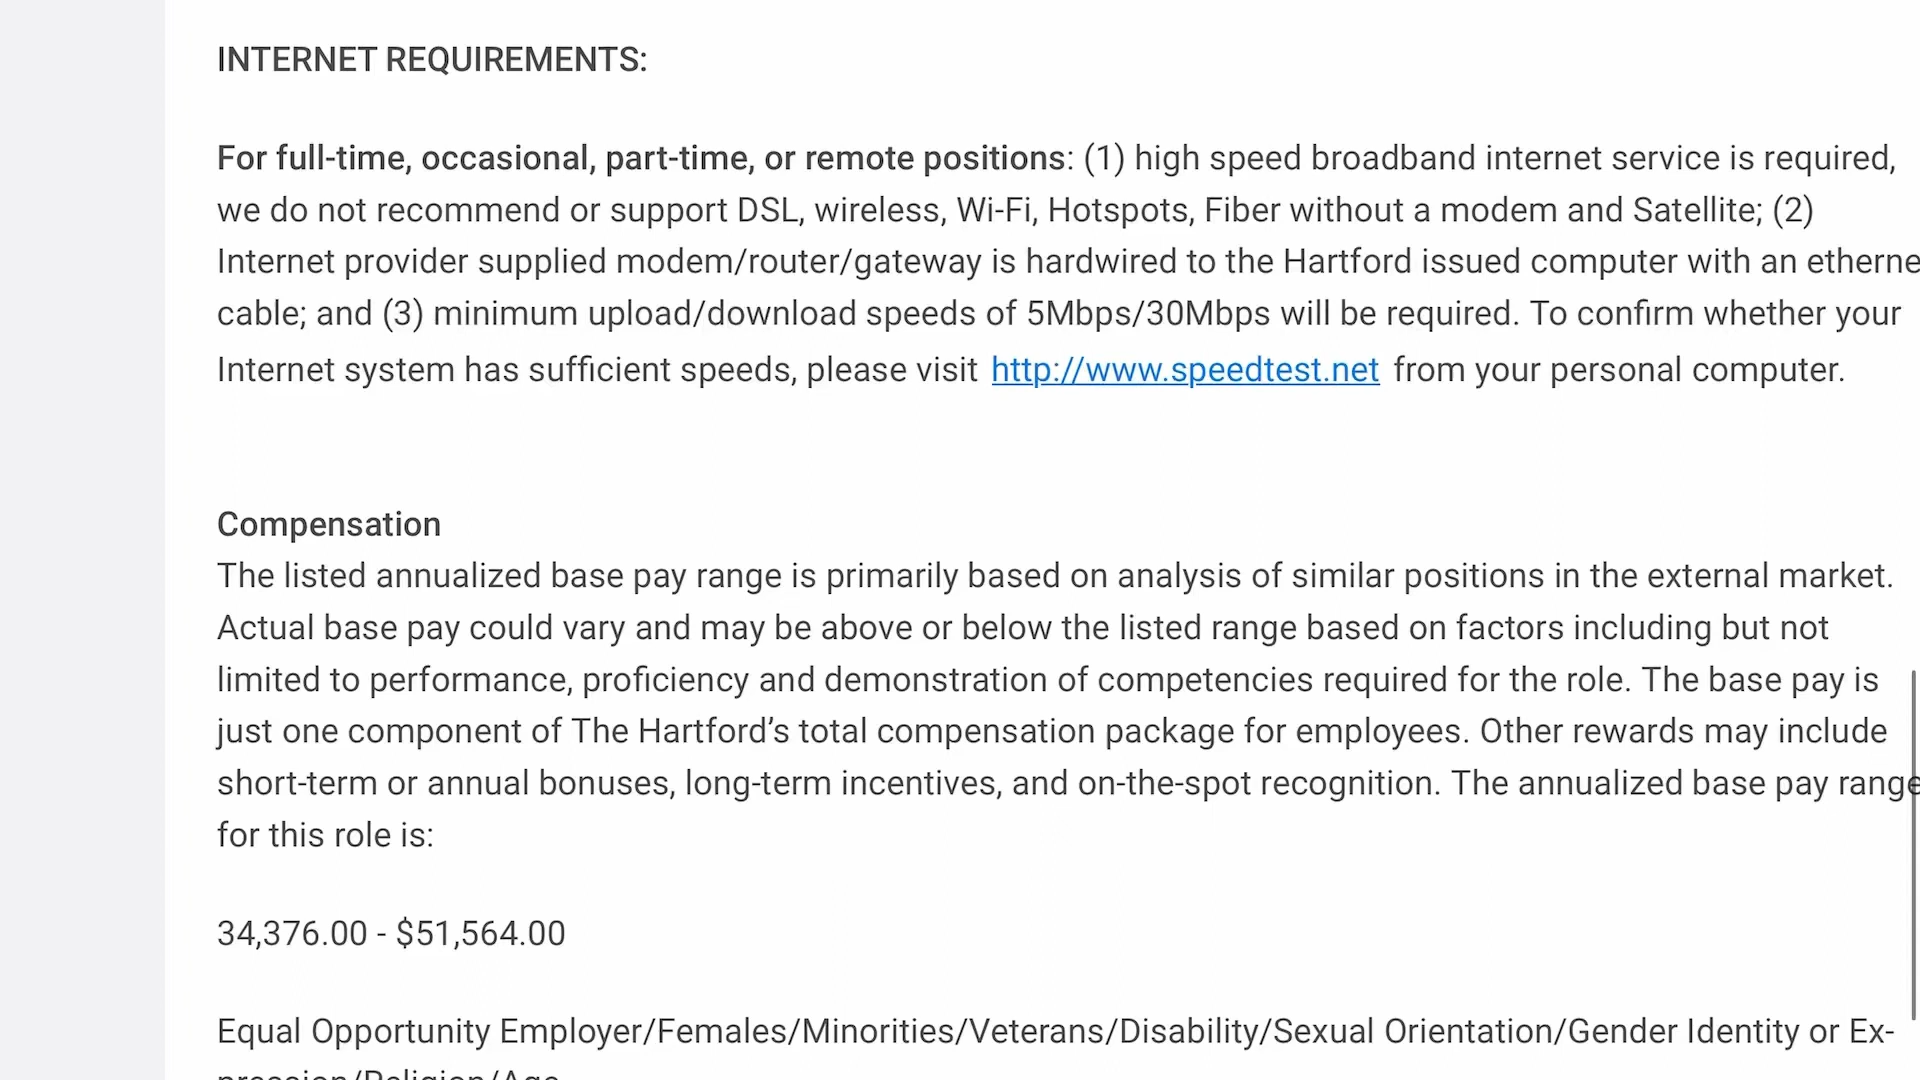 INTERNET REQUIREMENTS:
For full-time, occasional, part-time, or remote positions: (1) high speed broadband internet service is required,
we do not recommend or support DSL, wireless, Wi-Fi, Hotspots, Fiber without a modem and Satellite; (2)
Internet provider supplied modem/router/gateway is hardwired to the Hartford issued computer with an etherne
cable; and (3) minimum upload/download speeds of 5Mbps/30Mbps will be required. To confirm whether your
Internet system has sufficient speeds, please visit http://www.speedtest.net from your personal computer.
Compensation
The listed annualized base pay range is primarily based on analysis of similar positions in the external market.
Actual base pay could vary and may be above or below the listed range based on factors including but not
limited to performance, proficiency and demonstration of competencies required for the role. The base pay is
just one component of The Hartford’s total compensation package for employees. Other rewards may include
short-term or annual bonuses, long-term incentives, and on-the-spot recognition. The annualized base pay range
for this role is:
34,376.00 - $51,564.00
Equal Opportunity Employer/Females/Minorities/Veterans/Disability/Sexual Orientation/Gender Identity or Ex-
pression/Religion/Age